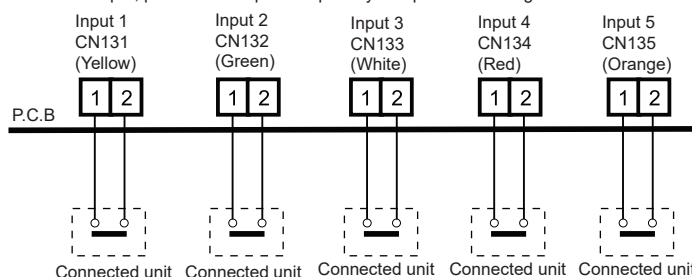 Input 1 Input 2 Input 3 Input 4 Input 5
CN131 CN132 CN133 CN134 CN135
(Yellow) (Green) (White) (Red) (Orange)
1 2 1 2 1 2 1 2 1 2
P.C.B
Connected unit Connected unit Connected unit Connected unit Connected unit